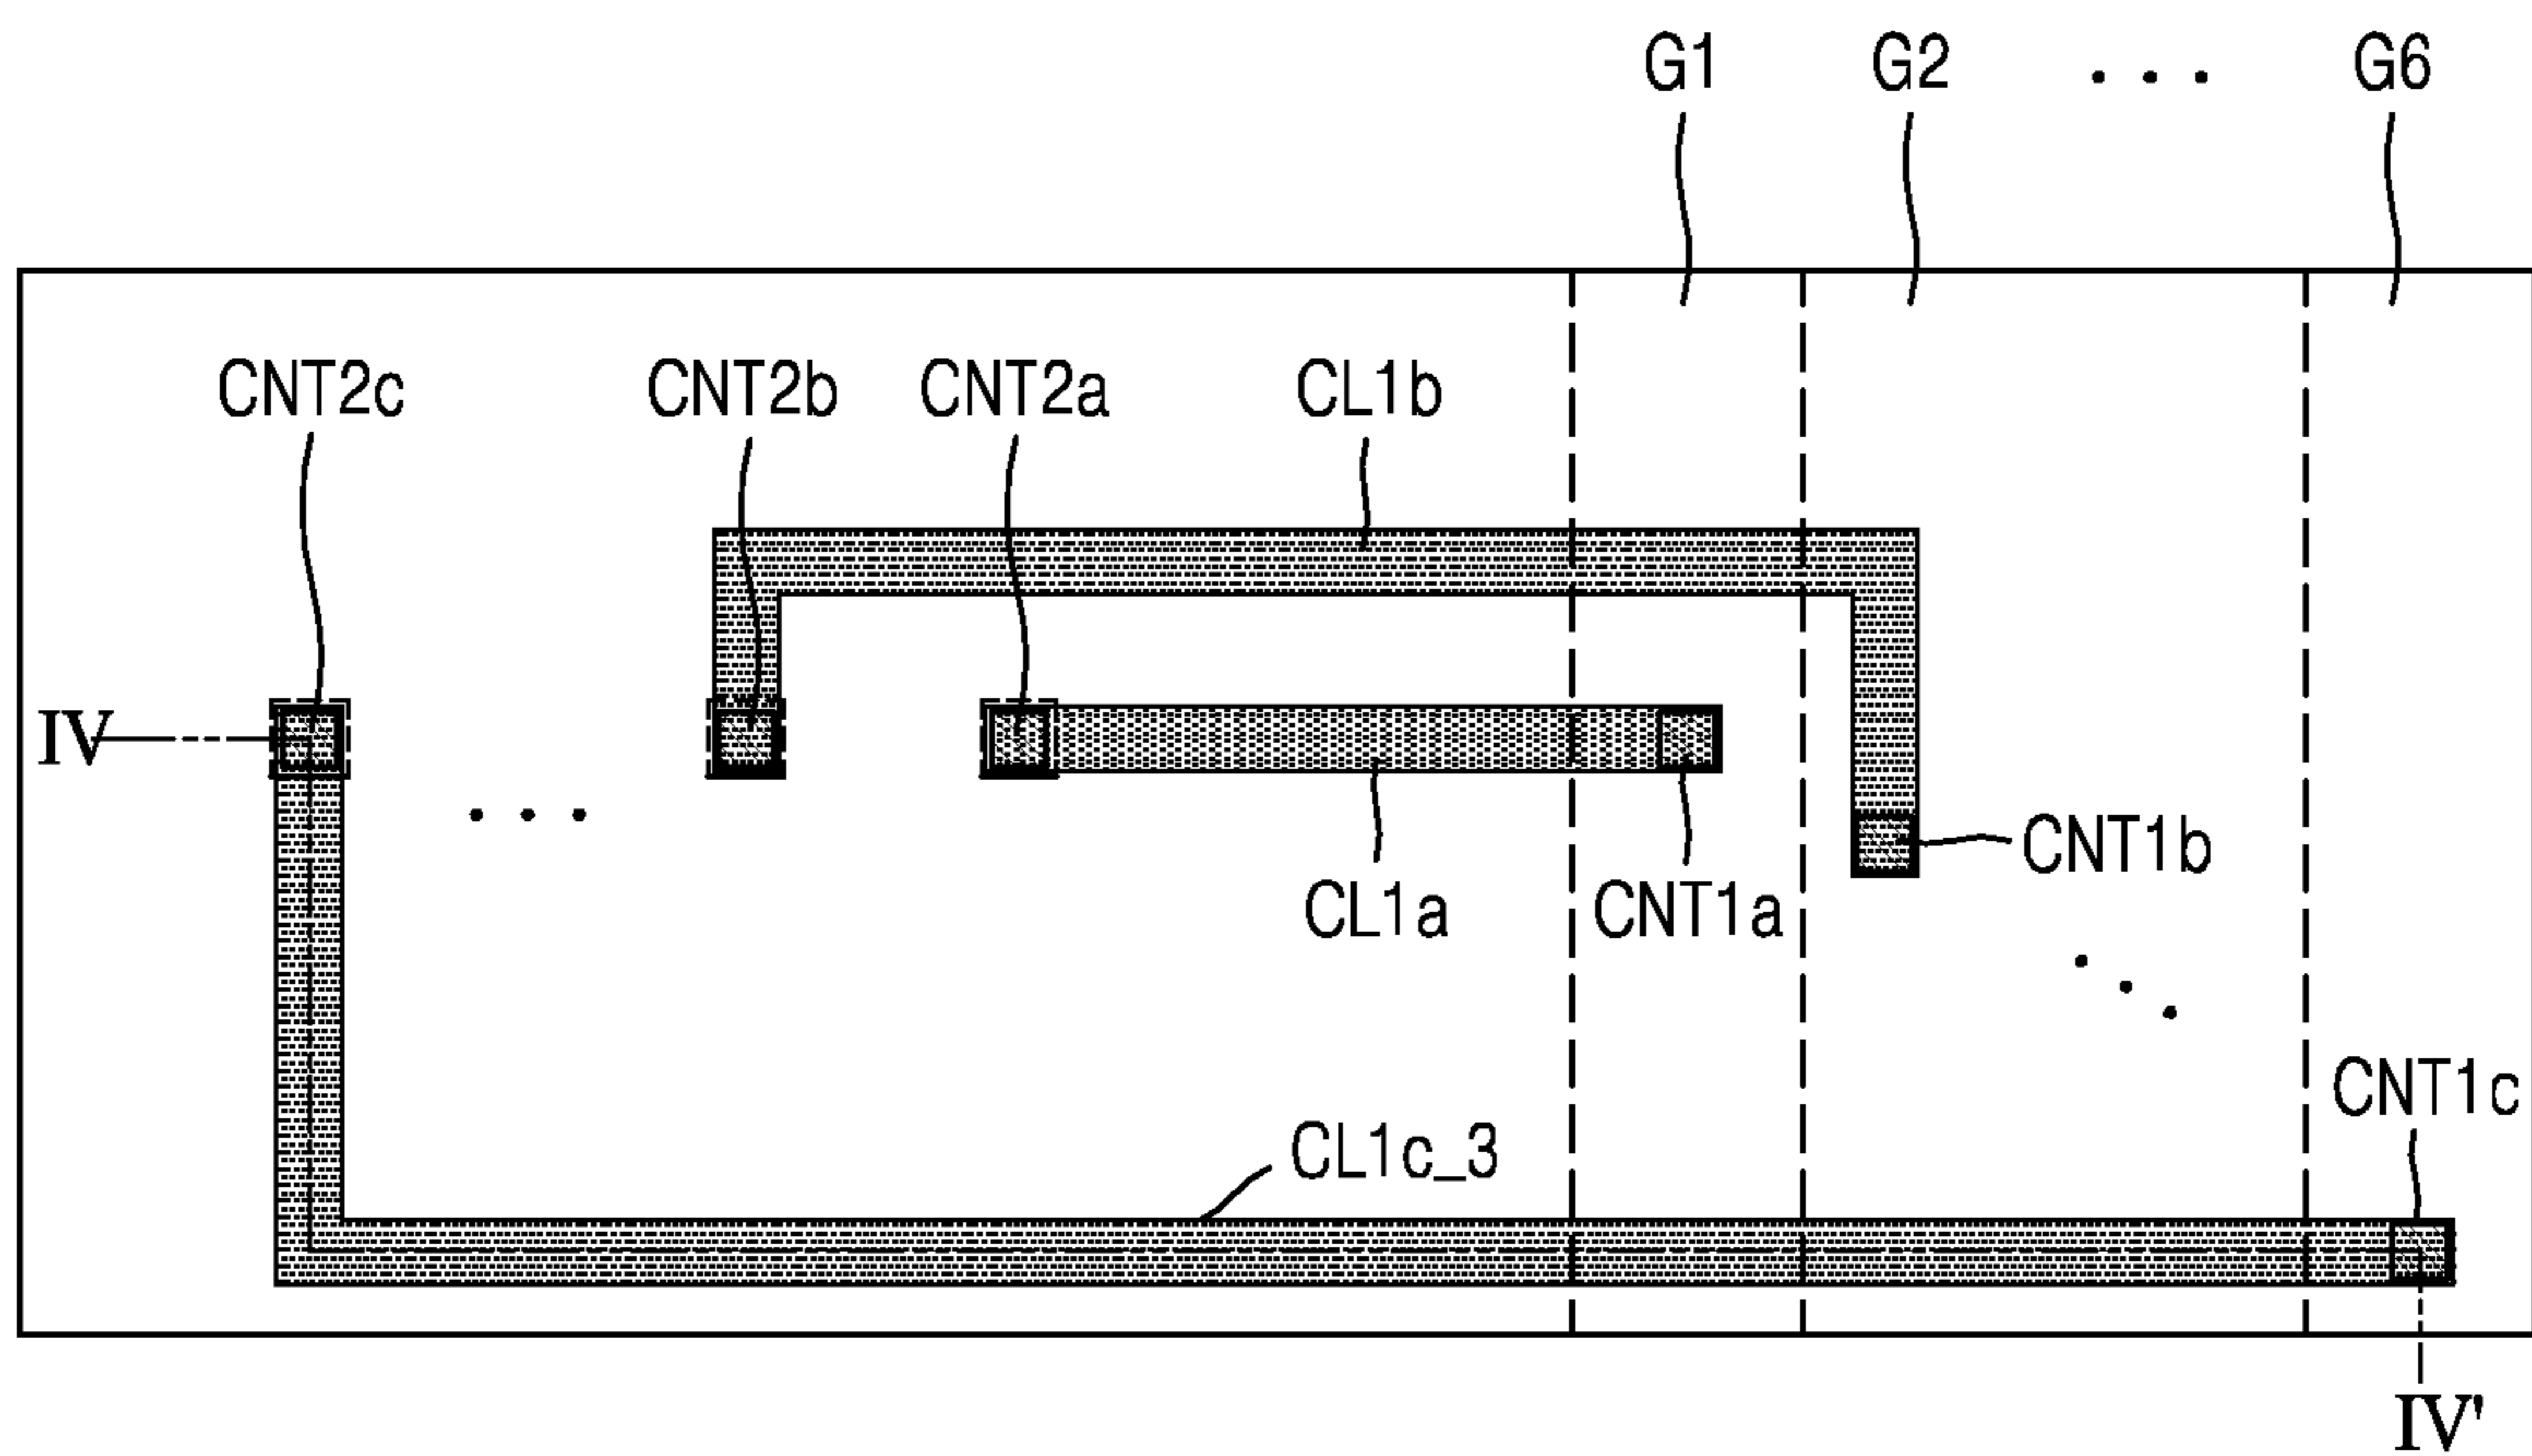 G1 G2 ... G6
CNT2c CNT2b CNT2a CL1b
IV
...
CNT1b
CL1a CNT1a
CNT1c
CL1c_3
IV'